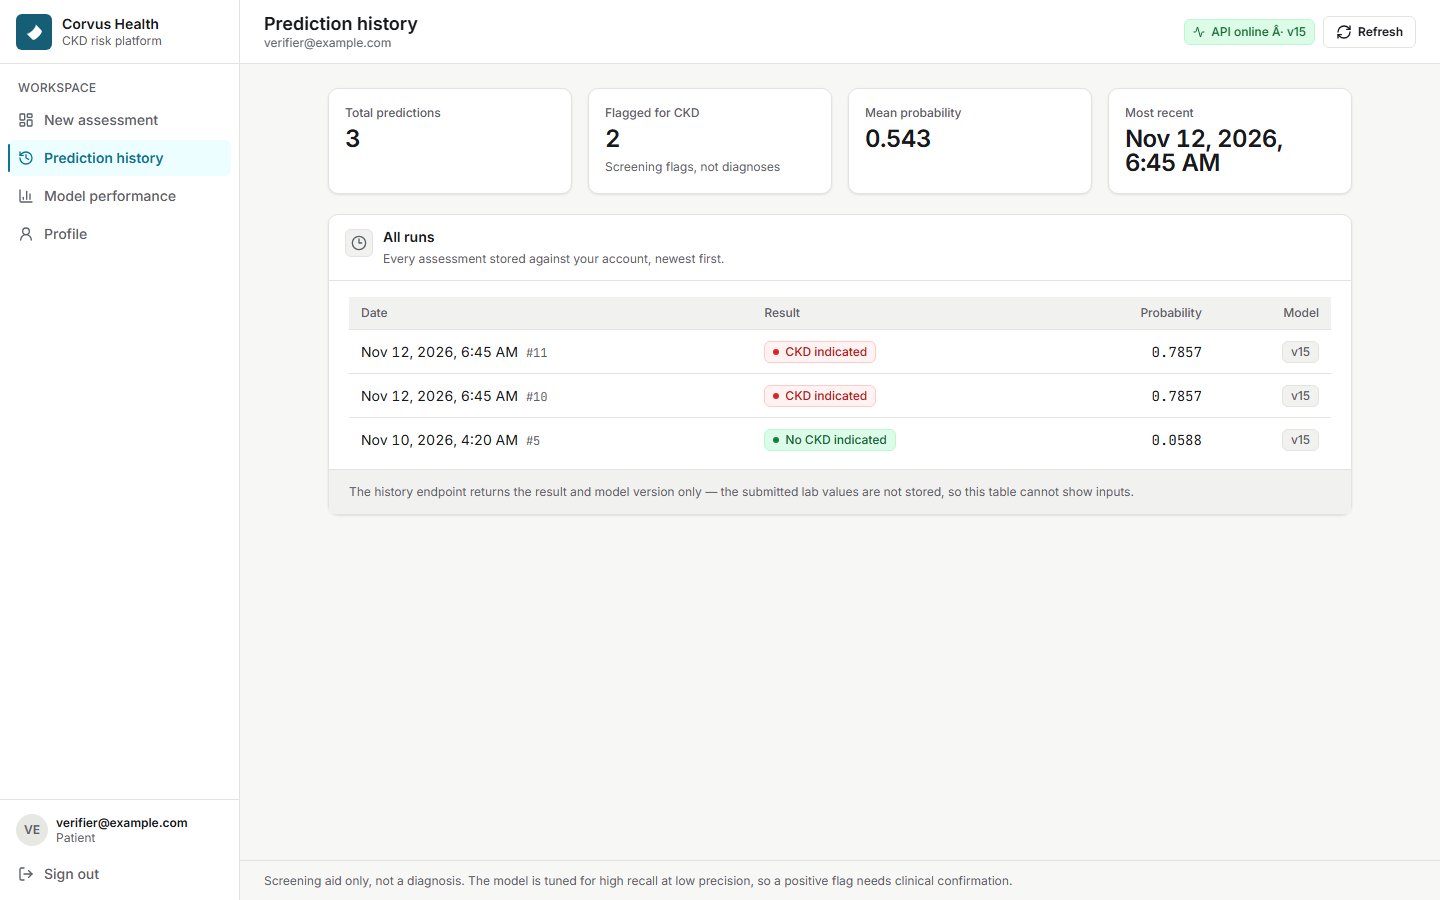 Corvus Health
CKD risk platform
WORKSPACE
New assessment
Prediction history
Model performance
Profile
verifier@example.com
VE
Patient
Sign out
Prediction history
verifier@example.com
API online Â· v15
Refresh
Total predictions
3
Flagged for CKD
2
Screening flags, not diagnoses
Mean probability
0.543
Most recent
Nov 12, 2026,
6:45 AM
All runs
Every assessment stored against your account, newest first.
Date Result Probability Model
Nov 12, 2026, 6:45 AM #11 CKD indicated 0.7857 v15
Nov 12, 2026, 6:45 AM #10 CKD indicated 0.7857 v15
Nov 10, 2026, 4:20 AM #5 No CKD indicated 0.0588 v15
The history endpoint returns the result and model version only — the submitted lab values are not stored, so this table cannot show inputs.
Screening aid only, not a diagnosis. The model is tuned for high recall at low precision, so a positive flag needs clinical confirmation.